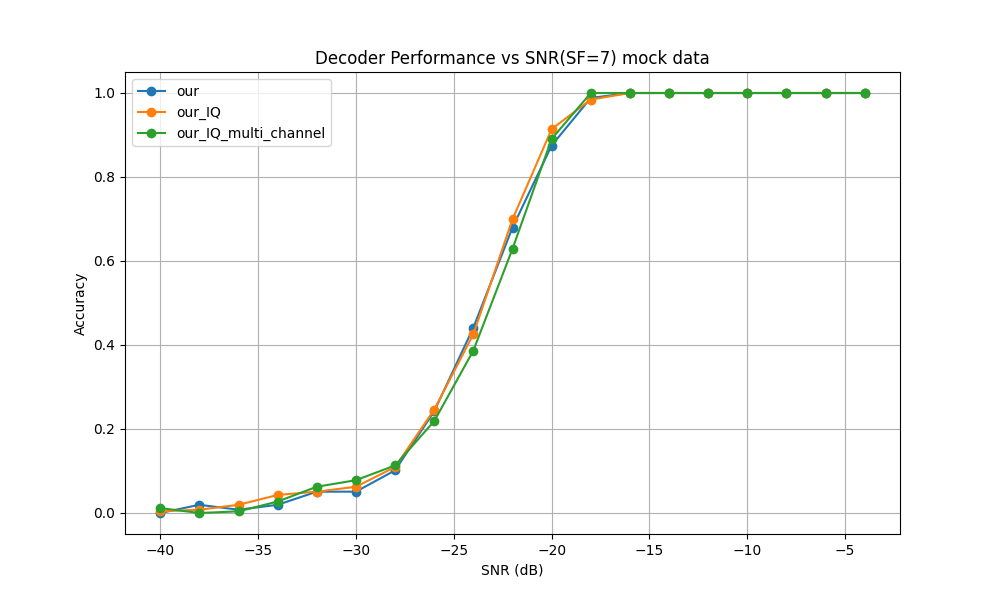 Decoder Performance vs SNR(SF=7) mock data
our
our_IQ
our_IQ_multi_channel
Accuracy
1.0
0.8
0.6
0.4
0.2
0.0
−40 −35 −30 −25 −20 −15 −10 −5
SNR (dB)